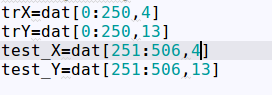 trX=dat[0:250,4]
trY=dat[0:250,13]
test_X=dat[251:506,4]
test_Y=dat[251:506,13]